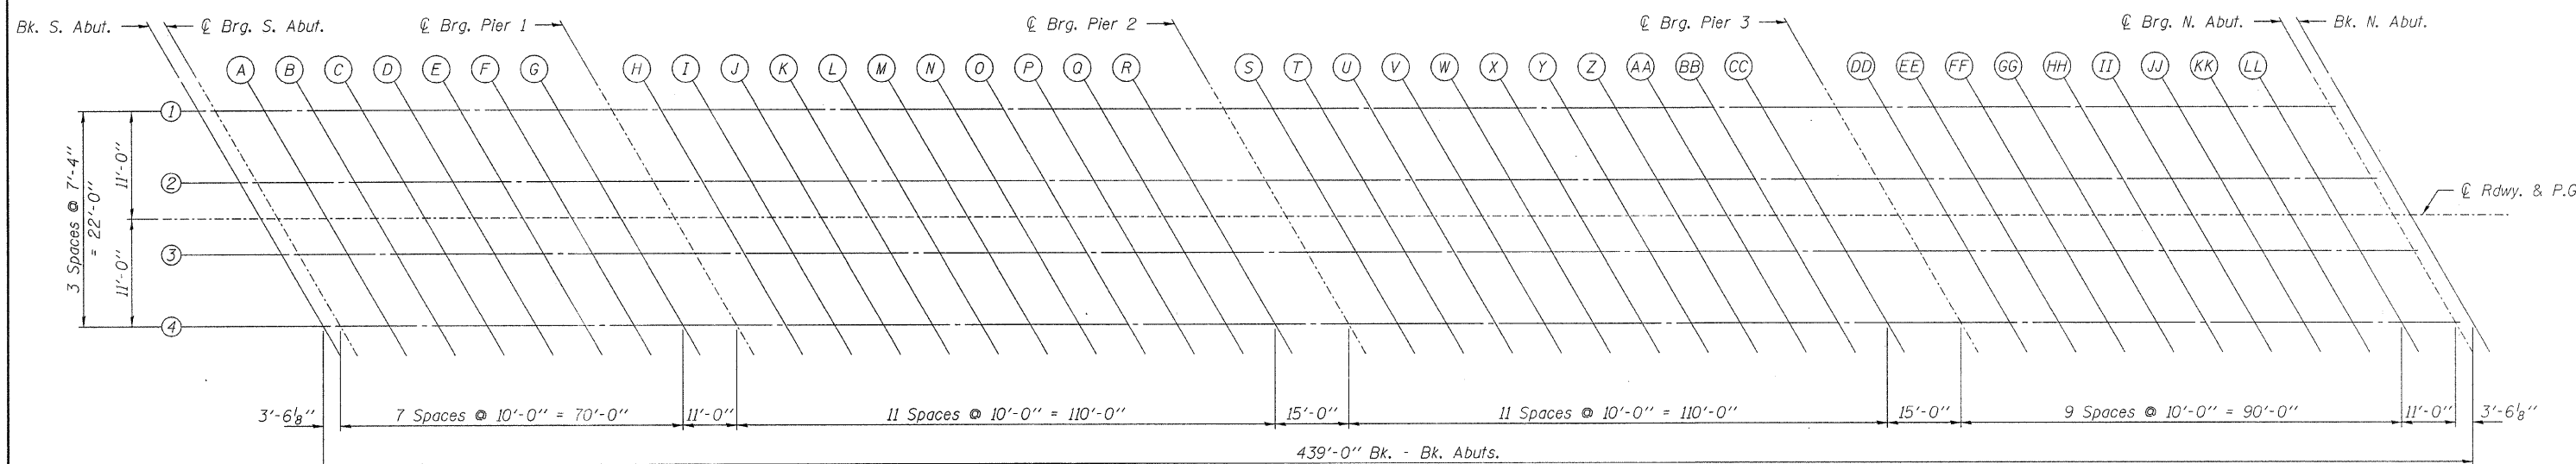 Bk. S. Abut.
℄ Brg. S. Abut.
℄ Brg. Pier 1
℄ Brg. Pier 2
℄ Brg. Pier 3
℄ Brg. N. Abut.
Bk. N. Abut.
A B C D E F G H I J K L M N O P Q R S T U V W X Y Z AA BB CC DD EE FF GG HH II JJ KK LL
1
2
3
4
3 Spaces @ 7'-4"
= 22'-0"
11'-0"
11'-0"
℄ Rdwy. & P.G
3'-6⅛"
7 Spaces @ 10'-0" = 70'-0"
11'-0"
11 Spaces @ 10'-0" = 110'-0"
15'-0"
11 Spaces @ 10'-0" = 110'-0"
15'-0"
9 Spaces @ 10'-0" = 90'-0"
11'-0"
3'-6⅛"
439'-0" Bk. - Bk. Abuts.